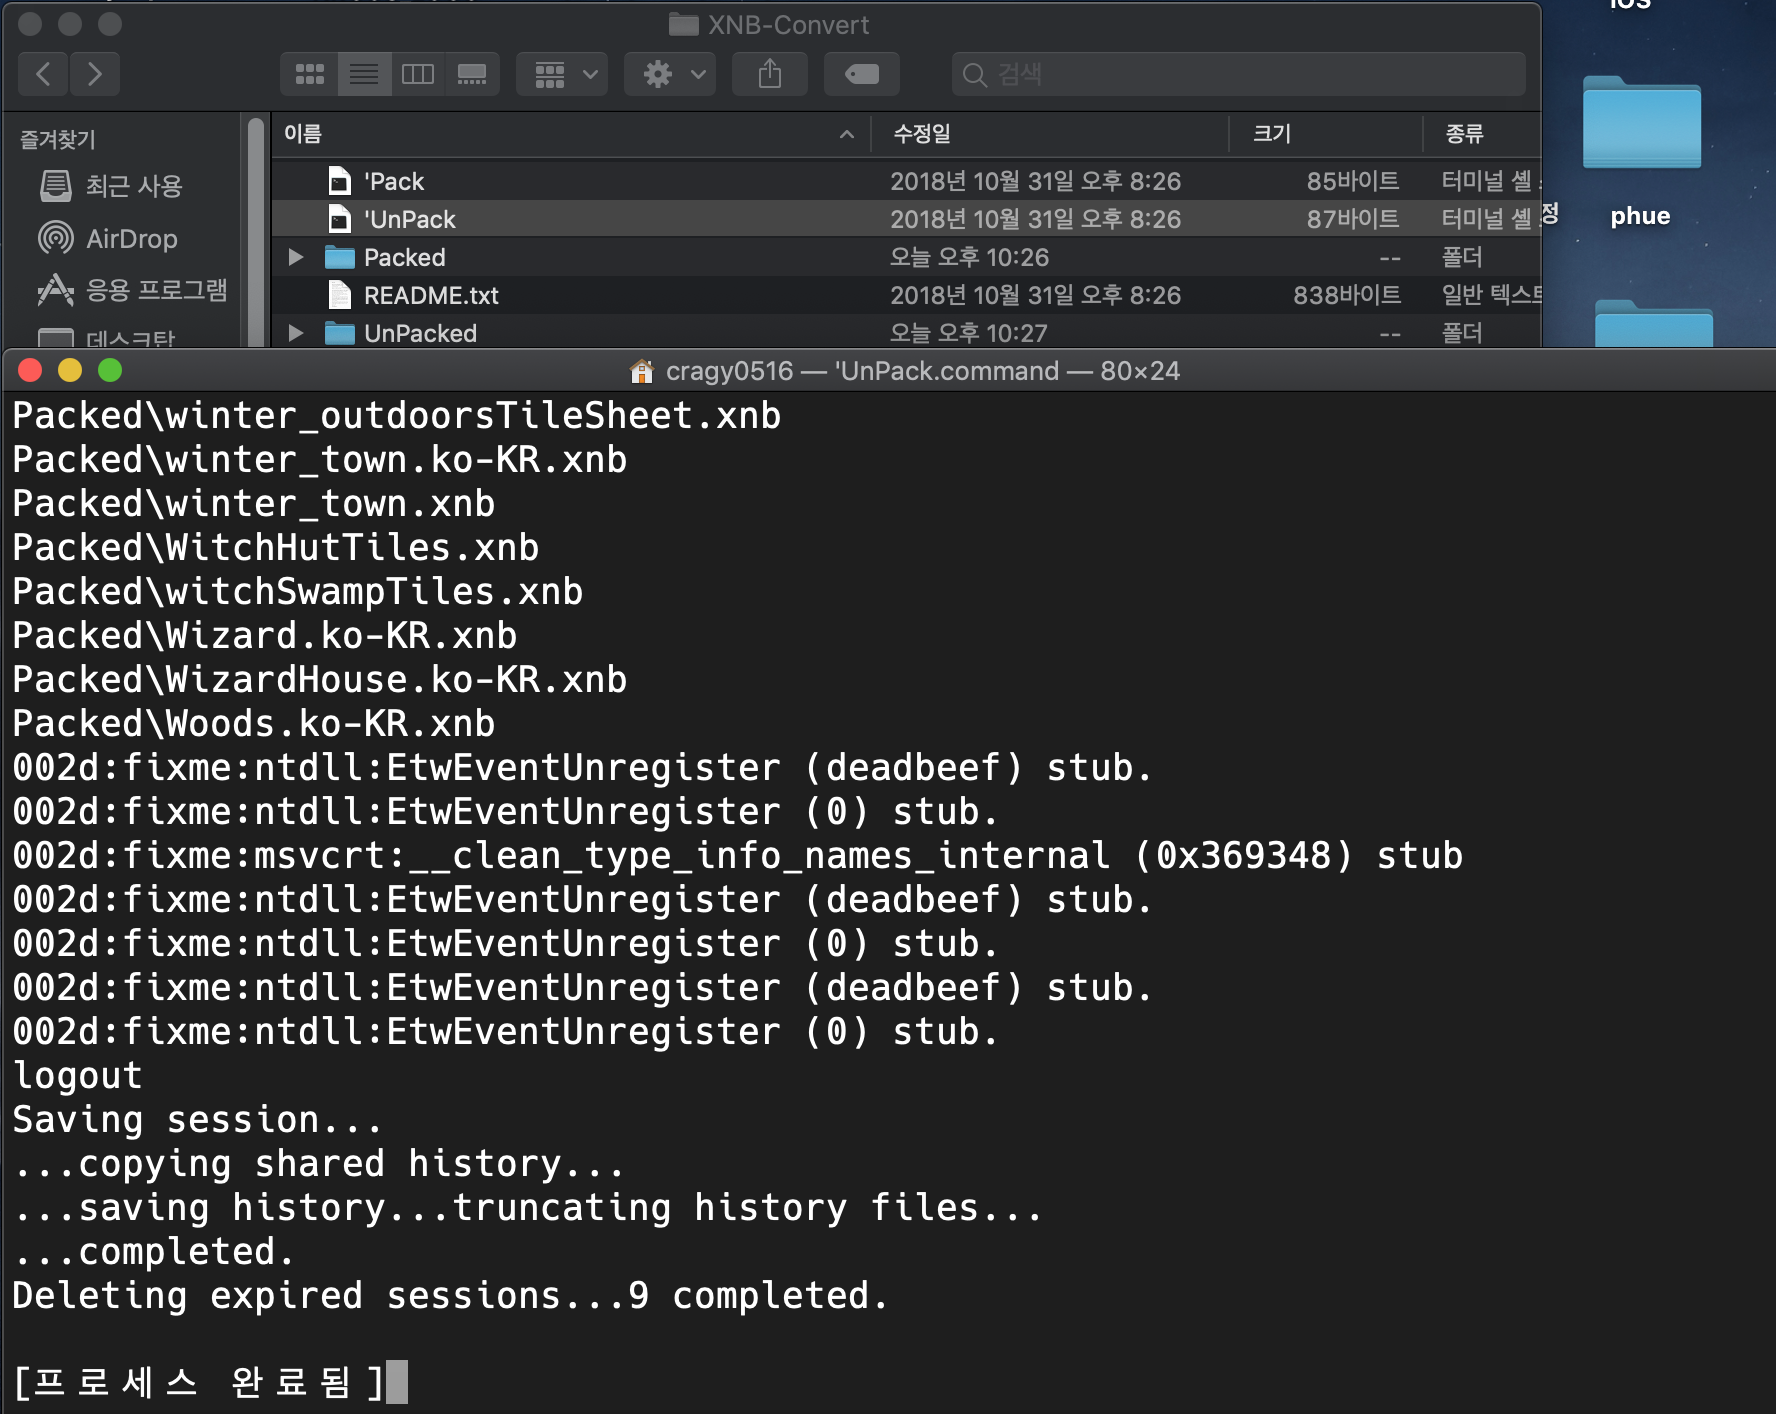 iOS
XNB-Convert
검색
즐겨찾기
이름 수정일 크기 종류
최근 사용
'Pack 2018년 10월 31일 오후 8:26 85바이트 터미널 셸
'UnPack 2018년 10월 31일 오후 8:26 87바이트 터미널 셸
정
phue
AirDrop
Packed 오늘 오후 10:26 -- 폴더
응용 프로그램
README.txt 2018년 10월 31일 오후 8:26 838바이트 일반 텍스트
데스크탑
UnPacked 오늘 오후 10:27 -- 폴더
cragy0516 — 'UnPack.command — 80×24
Packed\winter_outdoorsTileSheet.xnb
Packed\winter_town.ko-KR.xnb
Packed\winter_town.xnb
Packed\WitchHutTiles.xnb
Packed\witchSwampTiles.xnb
Packed\Wizard.ko-KR.xnb
Packed\WizardHouse.ko-KR.xnb
Packed\Woods.ko-KR.xnb
002d:fixme:ntdll:EtwEventUnregister (deadbeef) stub.
002d:fixme:ntdll:EtwEventUnregister (0) stub.
002d:fixme:msvcrt:__clean_type_info_names_internal (0x369348) stub
002d:fixme:ntdll:EtwEventUnregister (deadbeef) stub.
002d:fixme:ntdll:EtwEventUnregister (0) stub.
002d:fixme:ntdll:EtwEventUnregister (deadbeef) stub.
002d:fixme:ntdll:EtwEventUnregister (0) stub.
logout
Saving session...
...copying shared history...
...saving history...truncating history files...
...completed.
Deleting expired sessions...9 completed.
[프로세스 완료됨]